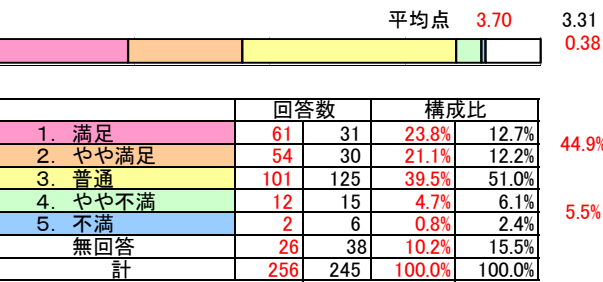 平均点 3.70 3.31
0.38
回答数 構成比
1. 満足 61 31 23.8% 12.7%
44.9%
2. やや満足 54 30 21.1% 12.2%
3. 普通 101 125 39.5% 51.0%
4. やや不満 12 15 4.7% 6.1%
5.5%
5. 不満 2 6 0.8% 2.4%
無回答 26 38 10.2% 15.5%
計 256 245 100.0% 100.0%